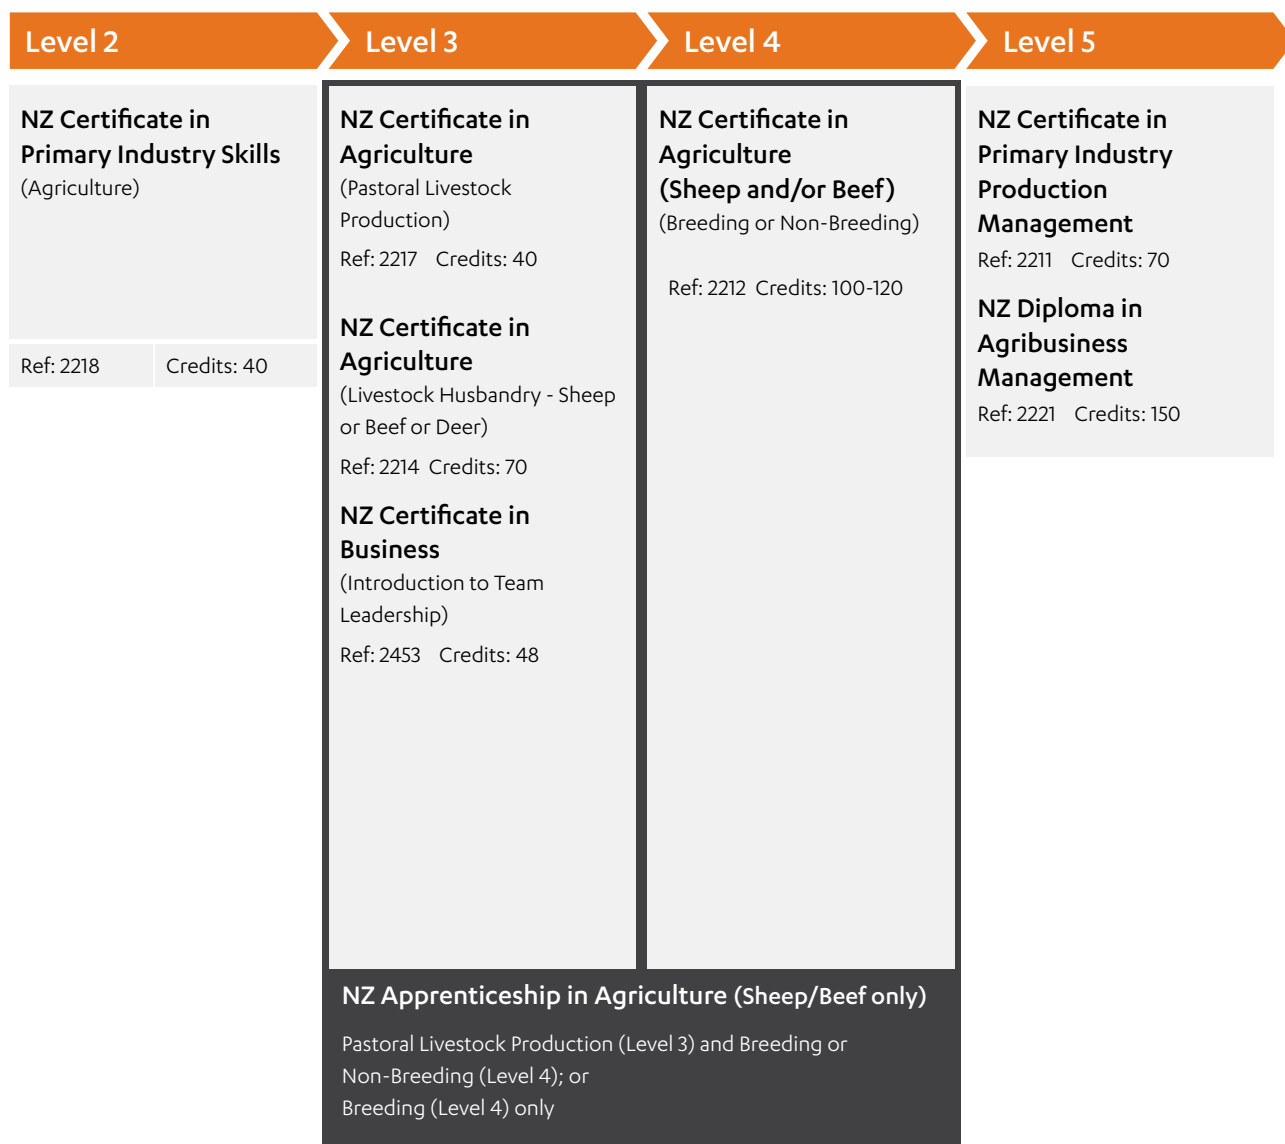 Level 2
Level 3
Level 4
Level 5
NZ Certificate in
Primary Industry Skills
(Agriculture)
Ref: 2218
Credits: 40
NZ Certificate in
Agriculture
(Pastoral Livestock
Production)
Ref: 2217 Credits: 40
NZ Certificate in
Agriculture
(Livestock Husbandry - Sheep
or Beef or Deer)
Ref: 2214 Credits: 70
NZ Certificate in
Business
(Introduction to Team
Leadership)
Ref: 2453 Credits: 48
NZ Certificate in
Agriculture
(Sheep and/or Beef)
(Breeding or Non-Breeding)
Ref: 2212 Credits: 100-120
NZ Certificate in
Primary Industry
Production
Management
Ref: 2211 Credits: 70
NZ Diploma in
Agribusiness
Management
Ref: 2221 Credits: 150
NZ Apprenticeship in Agriculture (Sheep/Beef only)
Pastoral Livestock Production (Level 3) and Breeding or
Non-Breeding (Level 4); or
Breeding (Level 4) only